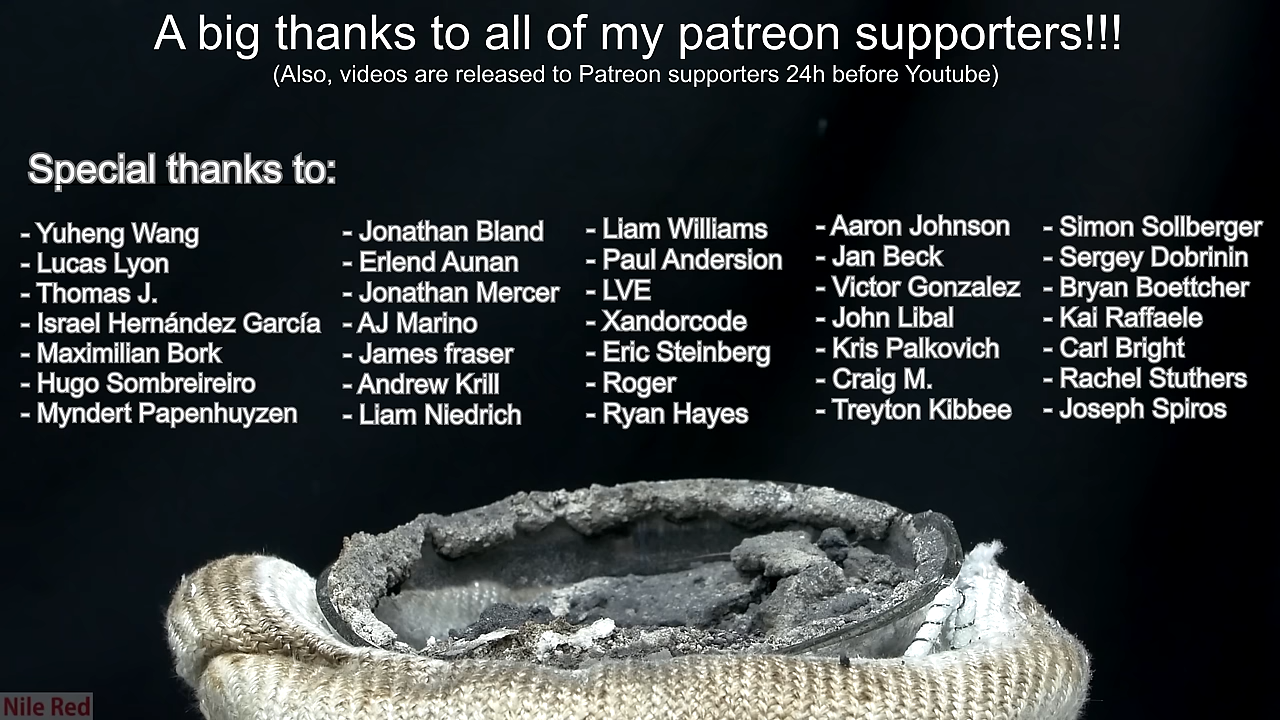 A big thanks to all of my patreon supporters!!!
(Also, videos are released to Patreon supporters 24h before Youtube)
Special thanks to:
- Yuheng Wang
- Lucas Lyon
- Thomas J.
- Israel Hernández García
- Maximilian Bork
- Hugo Sombreireiro
- Myndert Papenhuyzen
- Jonathan Bland
- Erlend Aunan
- Jonathan Mercer
- AJ Marino
- James fraser
- Andrew Krill
- Liam Niedrich
- Liam Williams
- Paul Andersion
- LVE
- Xandorcode
- Eric Steinberg
- Roger
- Ryan Hayes
- Aaron Johnson
- Jan Beck
- Victor Gonzalez
- John Libal
- Kris Palkovich
- Craig M.
- Treyton Kibbee
- Simon Sollberger
- Sergey Dobrinin
- Bryan Boettcher
- Kai Raffaele
- Carl Bright
- Rachel Stuthers
- Joseph Spiros
Nile Red